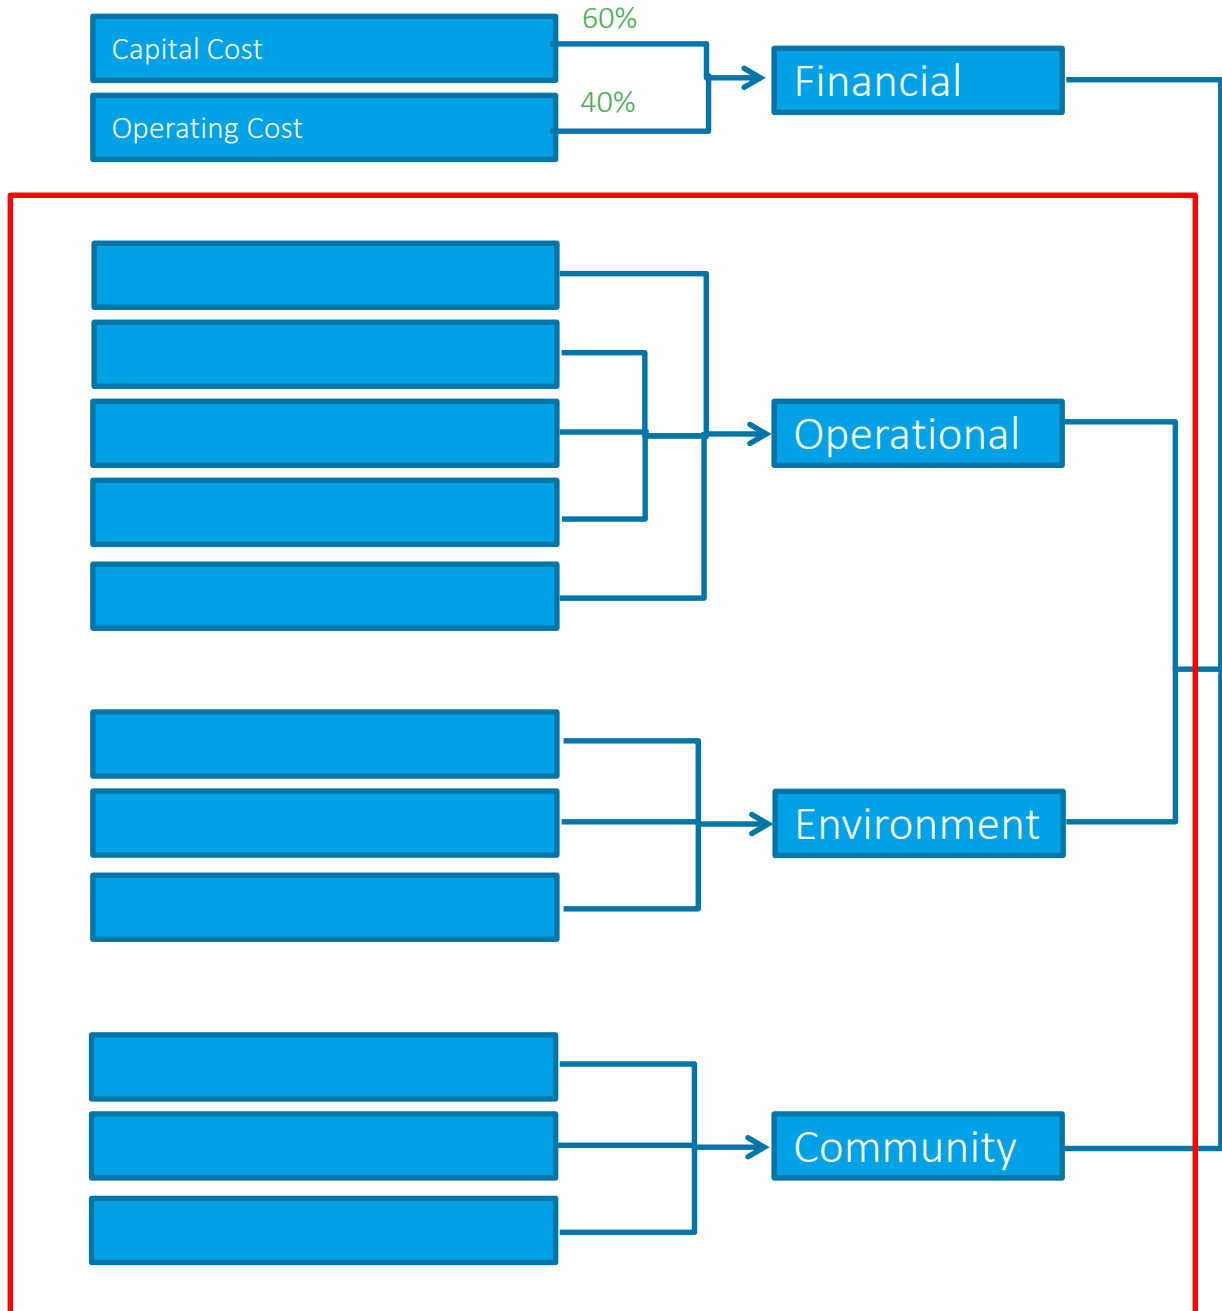 60%
Capital Cost
Financial
40%
Operating Cost
Operational
Environment
Community